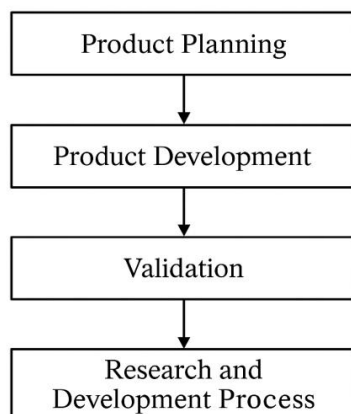 Product Planning
Product Development
Validation
Research and
Development Process